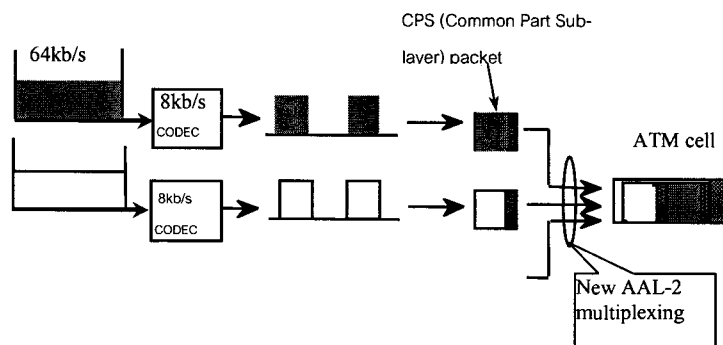 CPS (Common Part Sub-
layer) packet
64kb/s
8kb/s
CODEC
ATM cell
8kb/s
CODEC
New AAL-2
multiplexing